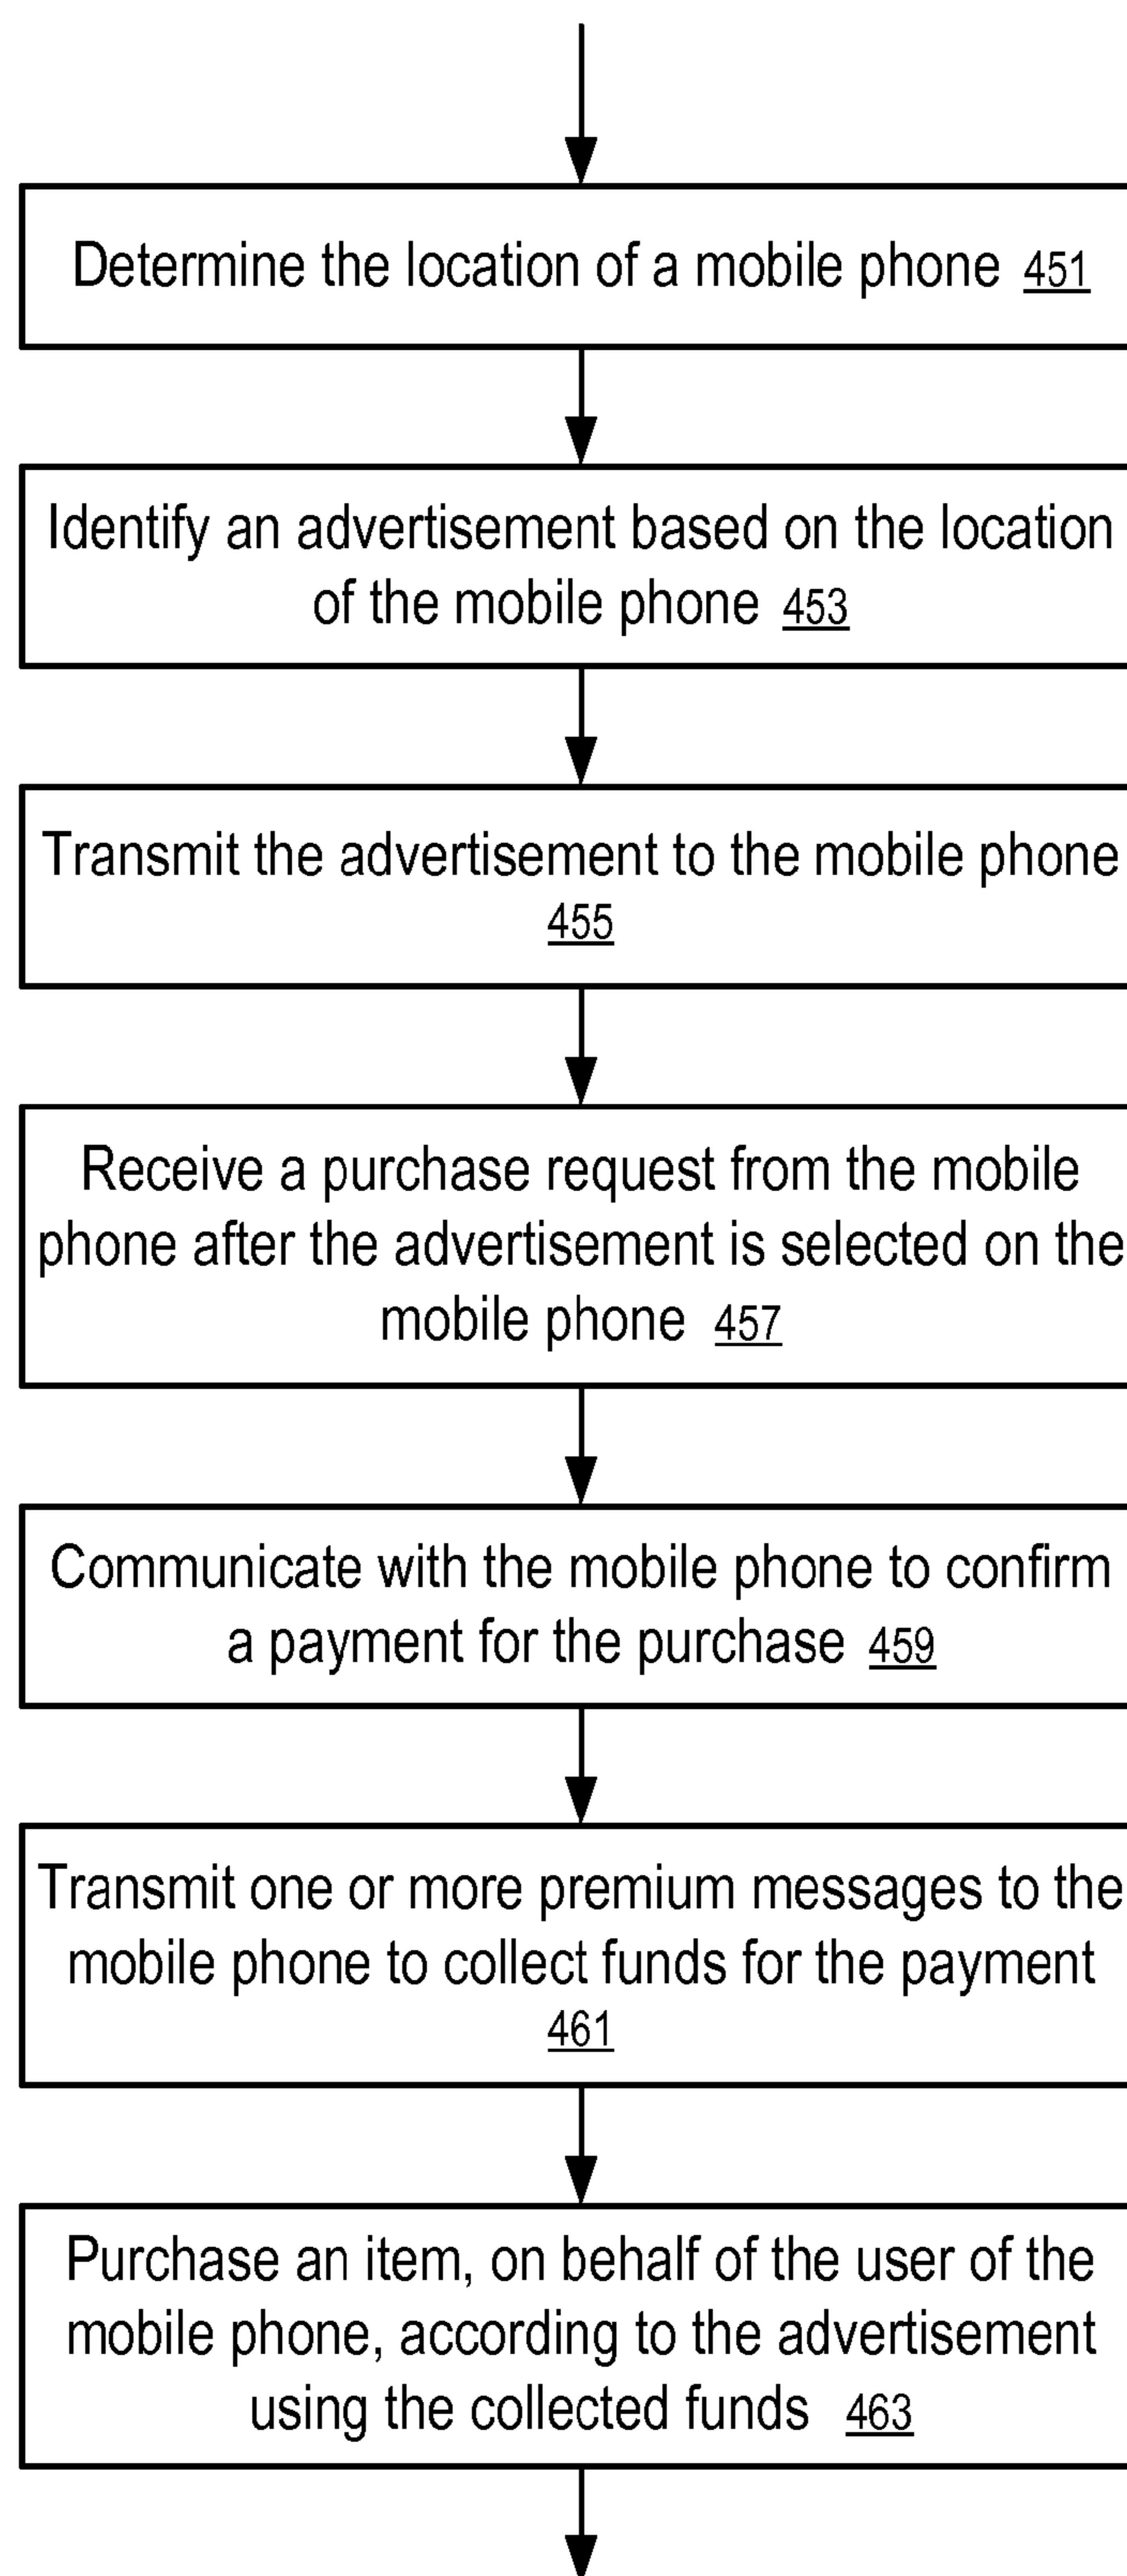 Determine the location of a mobile phone 451
Identify an advertisement based on the location
of the mobile phone 453
Transmit the advertisement to the mobile phone
455
Receive a purchase request from the mobile
phone after the advertisement is selected on the
mobile phone 457
Communicate with the mobile phone to confirm
a payment for the purchase 459
Transmit one or more premium messages to the
mobile phone to collect funds for the payment
461
Purchase an item, on behalf of the user of the
mobile phone, according to the advertisement
using the collected funds 463